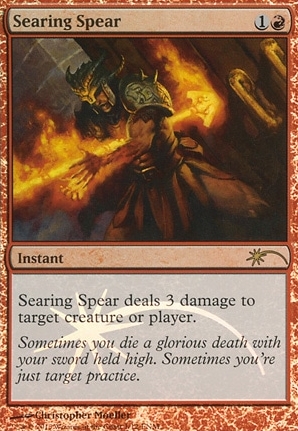 Searing Spear 1
Instant
Searing Spear deals 3 damage to
target creature or player.
Sometimes you die a glorious death with
your sword held high. Sometimes you're
just target practice.
Christopher Moeller